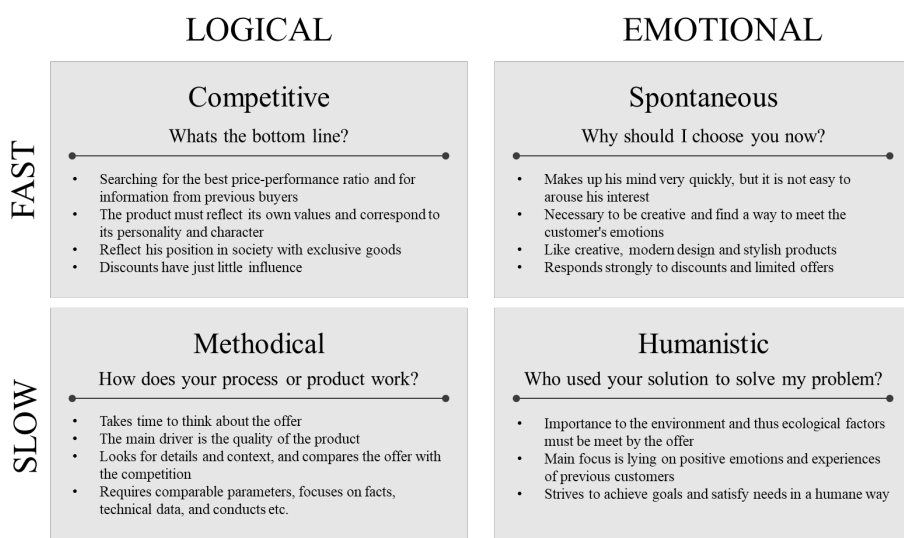 LOGICAL
EMOTIONAL
FAST
Competitive
Whats the bottom line?
• Searching for the best price-performance ratio and for
information from previous buyers
• The product must reflect its own values and correspond to
its personality and character
• Reflect his position in society with exclusive goods
• Discounts have just little influence
Spontaneous
Why should I choose you now?
• Makes up his mind very quickly, but it is not easy to
arouse his interest
• Necessary to be creative and find a way to meet the
customer's emotions
• Like creative, modern design and stylish products
• Responds strongly to discounts and limited offers
SLOW
Methodical
How does your process or product work?
• Takes time to think about the offer
• The main driver is the quality of the product
• Looks for details and context, and compares the offer with
the competition
• Requires comparable parameters, focuses on facts,
technical data, and conducts etc.
Humanistic
Who used your solution to solve my problem?
• Importance to the environment and thus ecological factors
must be meet by the offer
• Main focus is lying on positive emotions and experiences
of previous customers
• Strives to achieve goals and satisfy needs in a humane way